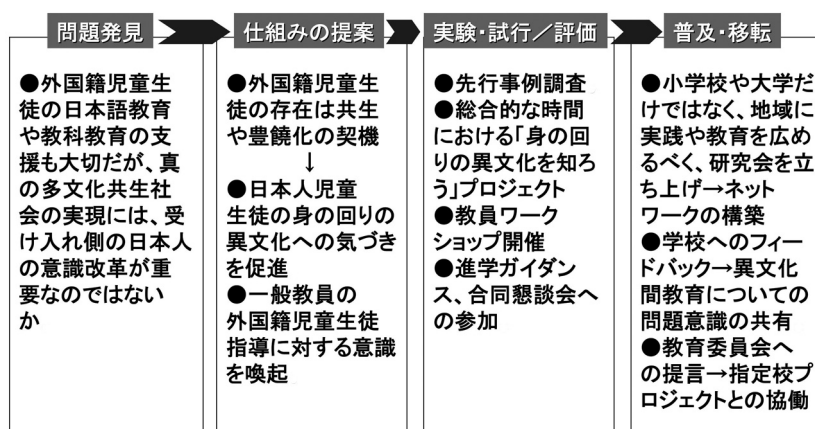 問題発見
仕組みの提案
実験・試行／評価
普及・移転
●外国籍児童生
徒の日本語教育
や教科教育の支
援も大切だが、真
の多文化共生社
会の実現には、受
け入れ側の日本人
の意識改革が重
要なのではない
か
●外国籍児童生
徒の存在は共生
や豊饒化の契機
↓
●日本人児童
生徒の身の回りの
異文化への気づき
を促進
●一般教員の
外国籍児童生徒
指導に対する意識
を喚起
●先行事例調査
●総合的な時間
における「身の回
りの異文化を知ろ
う」プロジェクト
●教員ワーク
ショップ開催
●進学ガイダン
ス、合同懇談会へ
の参加
●小学校や大学だ
けではなく、地域に
実践や教育を広め
るべく、研究会を立
ち上げ→ネット
ワークの構築
●学校へのフィー
ドバック→異文化
間教育についての
問題意識の共有
●教育委員会へ
の提言→指定校プ
ロジェクトとの協働